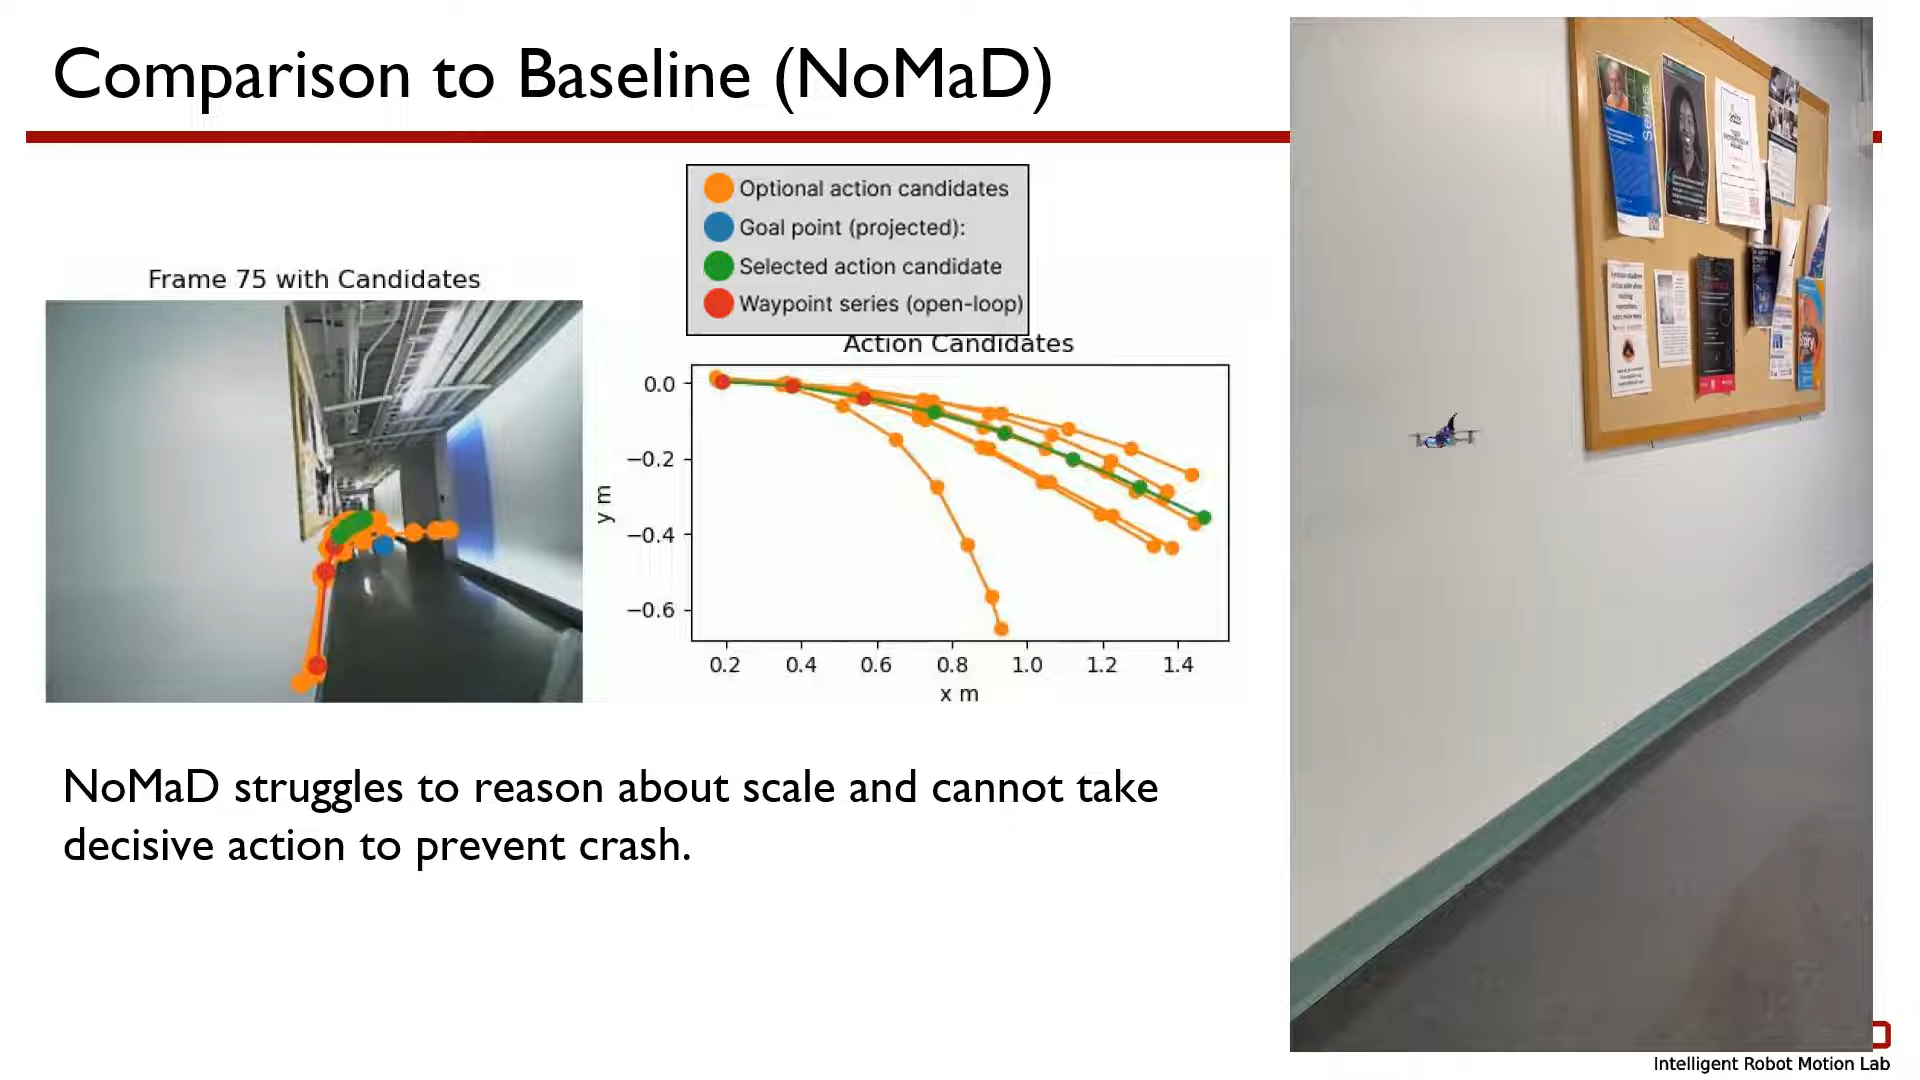 Comparison to Baseline (NoMaD)
Optional action candidates
Goal point (projected):
Selected action candidate
Waypoint series (open-loop)
Frame 75 with Candidates
Action Candidates
0.0
−0.2
−0.4
−0.6
y m
0.2 0.4 0.6 0.8 1.0 1.2 1.4
x m
NoMaD struggles to reason about scale and cannot take
decisive action to prevent crash.
Series
Intelligent Robot Motion Lab